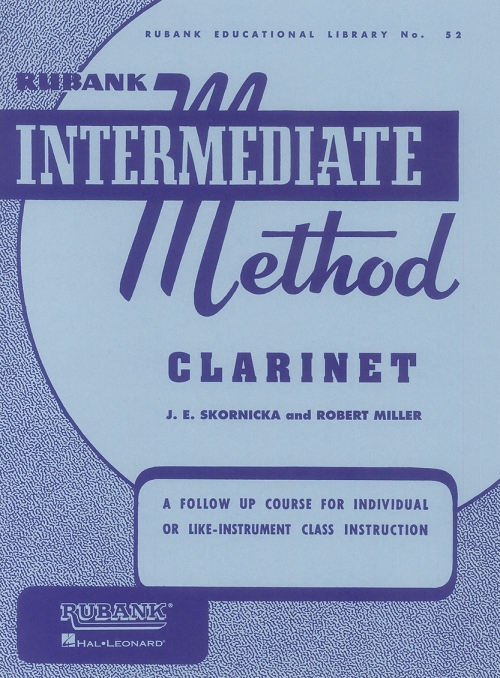 RUBANK EDUCATIONAL LIBRARY No. 52
RUBANK
INTERMEDIATE
Method
CLARINET
J. E. SKORNICKA and ROBERT MILLER
A FOLLOW UP COURSE FOR INDIVIDUAL
OR LIKE-INSTRUMENT CLASS INSTRUCTION
RUBANK®
HAL•LEONARD®